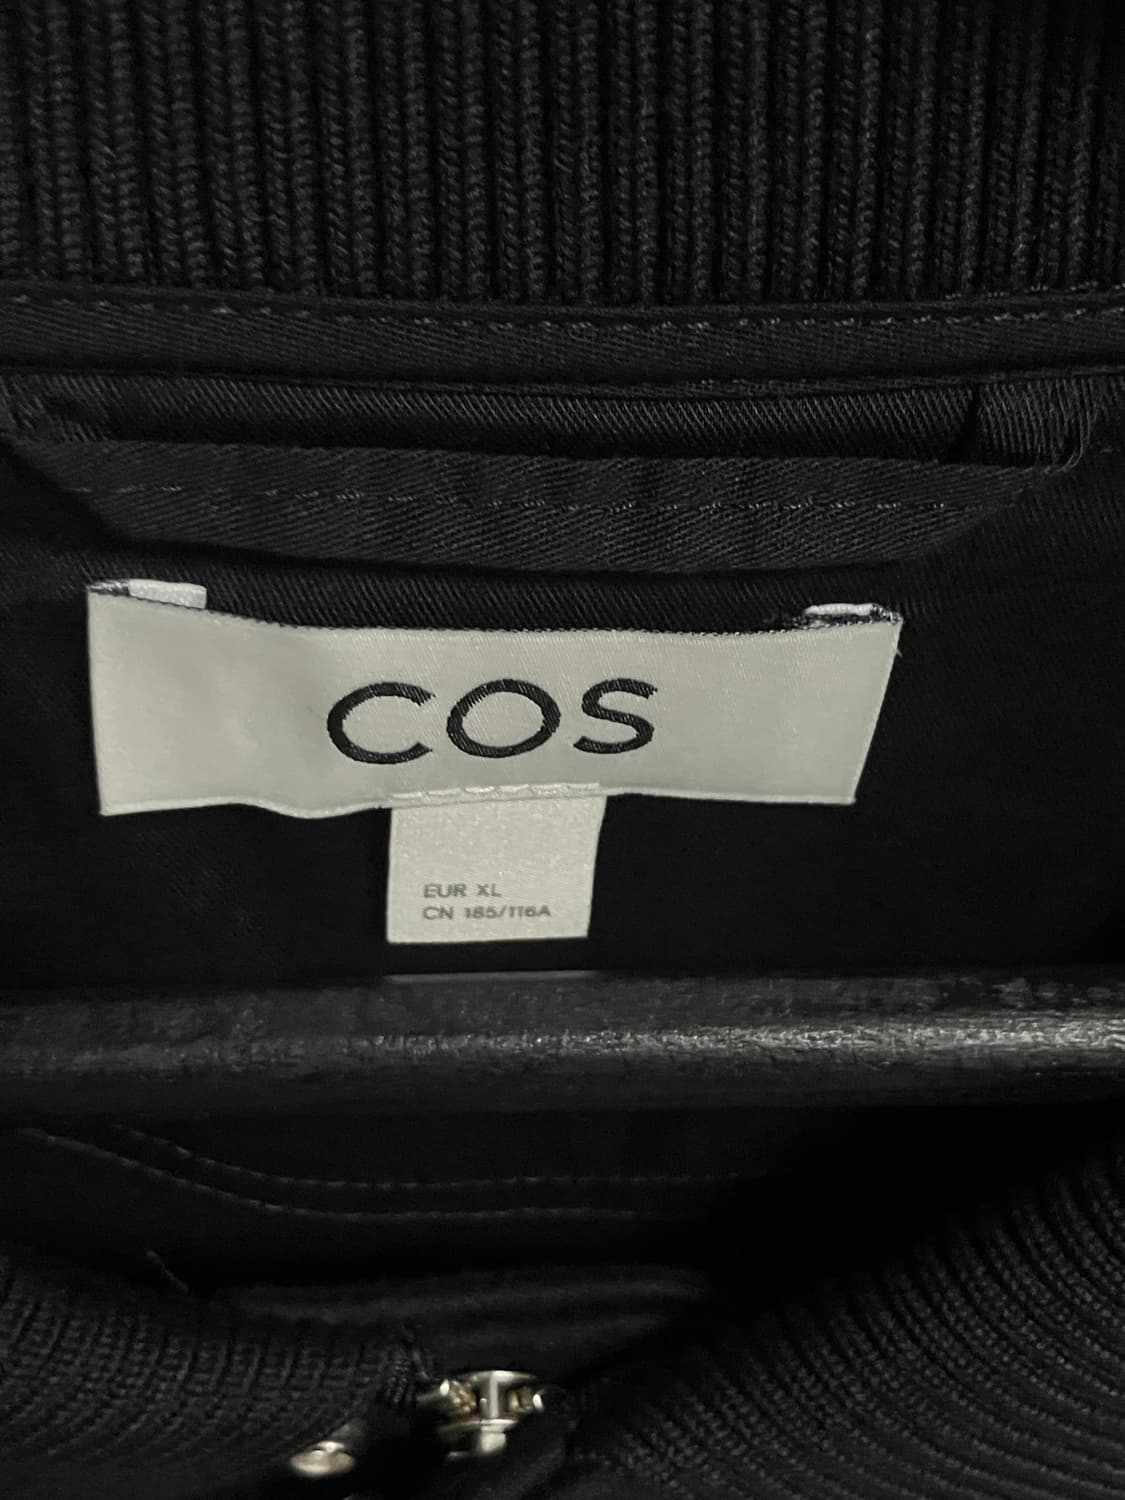 COS
EUR XL
CN 185/116A